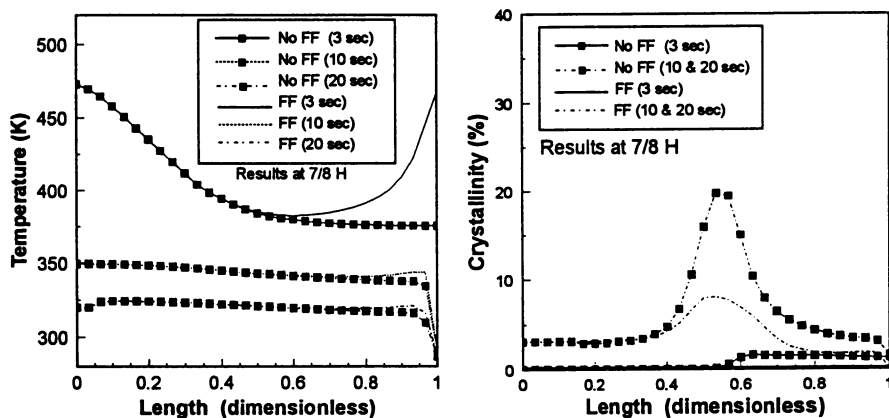 500
450
400
350
300
Temperature (K)
No FF (3 sec)
No FF (10 sec)
No FF (20 sec)
FF (3 sec)
FF (10 sec)
FF (20 sec)
Results at 7/8 H
0 0.2 0.4 0.6 0.8 1
Length (dimensionless)
40
30
20
10
0
Crystallinity (%)
No FF (3 sec)
No FF (10 & 20 sec)
FF (3 sec)
FF (10 & 20 sec)
Results at 7/8 H
0 0.2 0.4 0.6 0.8 1
Length (dimensionless)